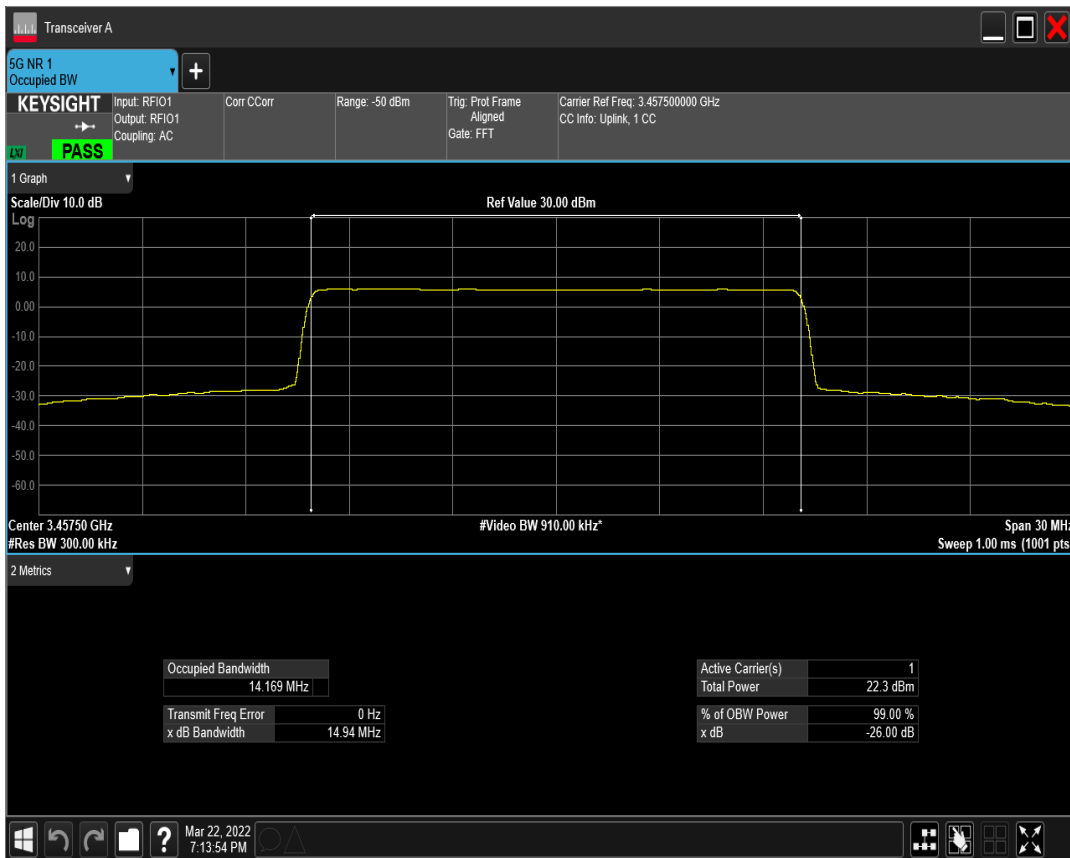 Transceiver A
5G NR 1
Occupied BW
KEYSIGHT
LXI
PASS
Input: RFIO1
Output: RFIO1
Coupling: AC
Corr CCorr
Range: -50 dBm
Trig: Prot Frame
Aligned
Gate: FFT
Carrier Ref Freq: 3.457500000 GHz
CC Info: Uplink, 1 CC
1 Graph
Scale/Div 10.0 dB
Ref Value 30.00 dBm
Log
20.0
10.0
0.00
-10.0
-20.0
-30.0
-40.0
-50.0
-60.0
Center 3.45750 GHz
#Video BW 910.00 kHz*
Span 30 MHz
#Res BW 300.00 kHz
Sweep 1.00 ms (1001 pts
2 Metrics
Occupied Bandwidth
14.169 MHz
Transmit Freq Error 0 Hz
x dB Bandwidth 14.94 MHz
Active Carrier(s) 1
Total Power 22.3 dBm
% of OBW Power 99.00 %
x dB -26.00 dB
?
Mar 22, 2022
7:13:54 PM